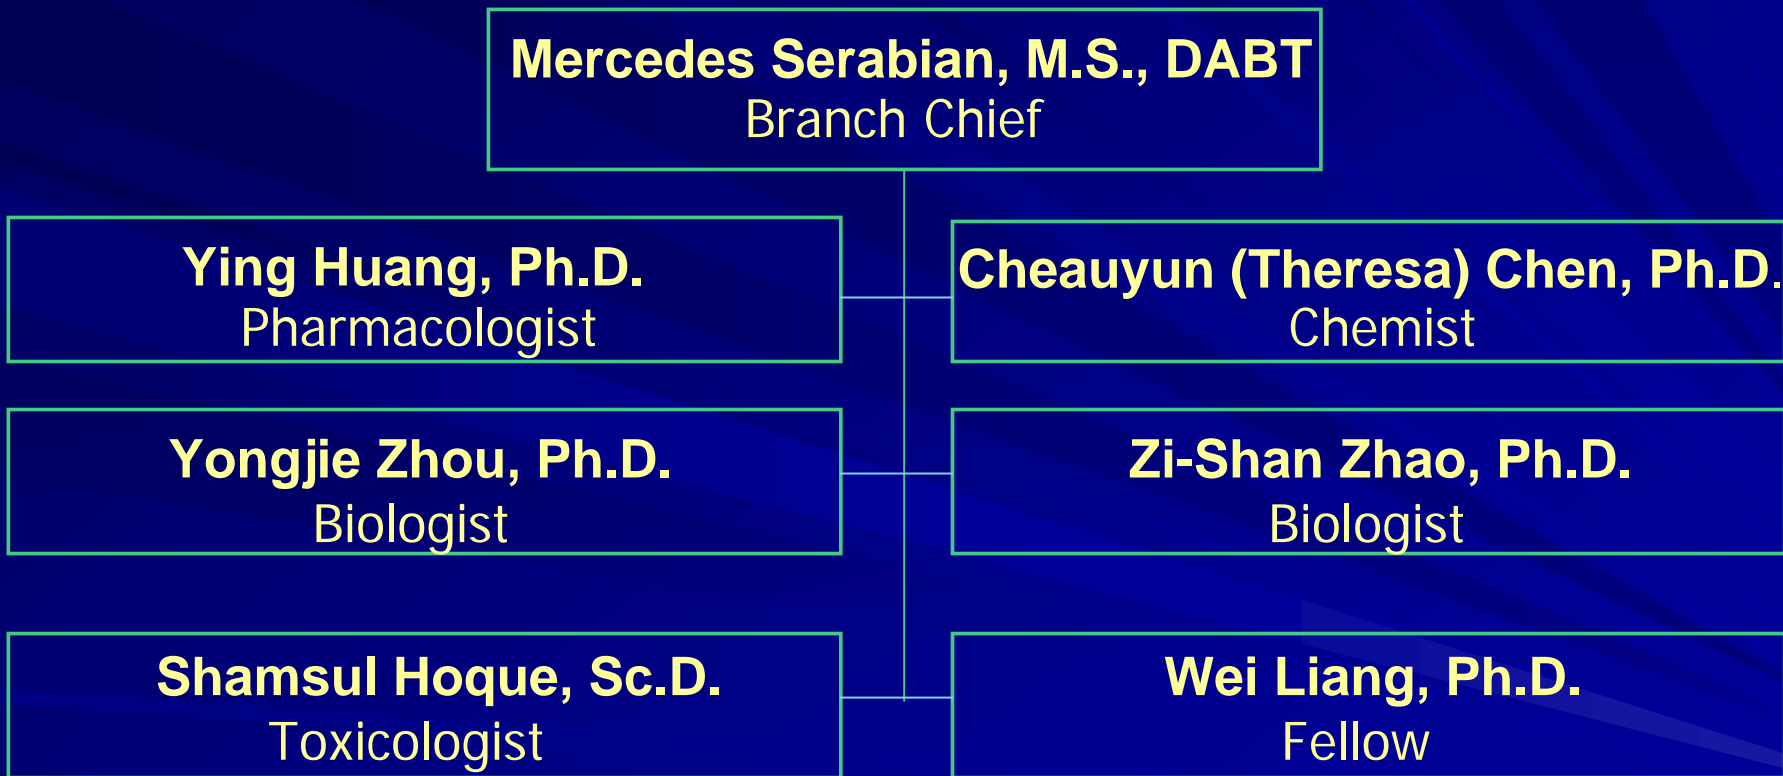 Mercedes Serabian, M.S., DABT
Branch Chief
Ying Huang, Ph.D.
Pharmacologist
Cheauyun (Theresa) Chen, Ph.D.
Chemist
Yongjie Zhou, Ph.D.
Biologist
Zi-Shan Zhao, Ph.D.
Biologist
Shamsul Hoque, Sc.D.
Toxicologist
Wei Liang, Ph.D.
Fellow